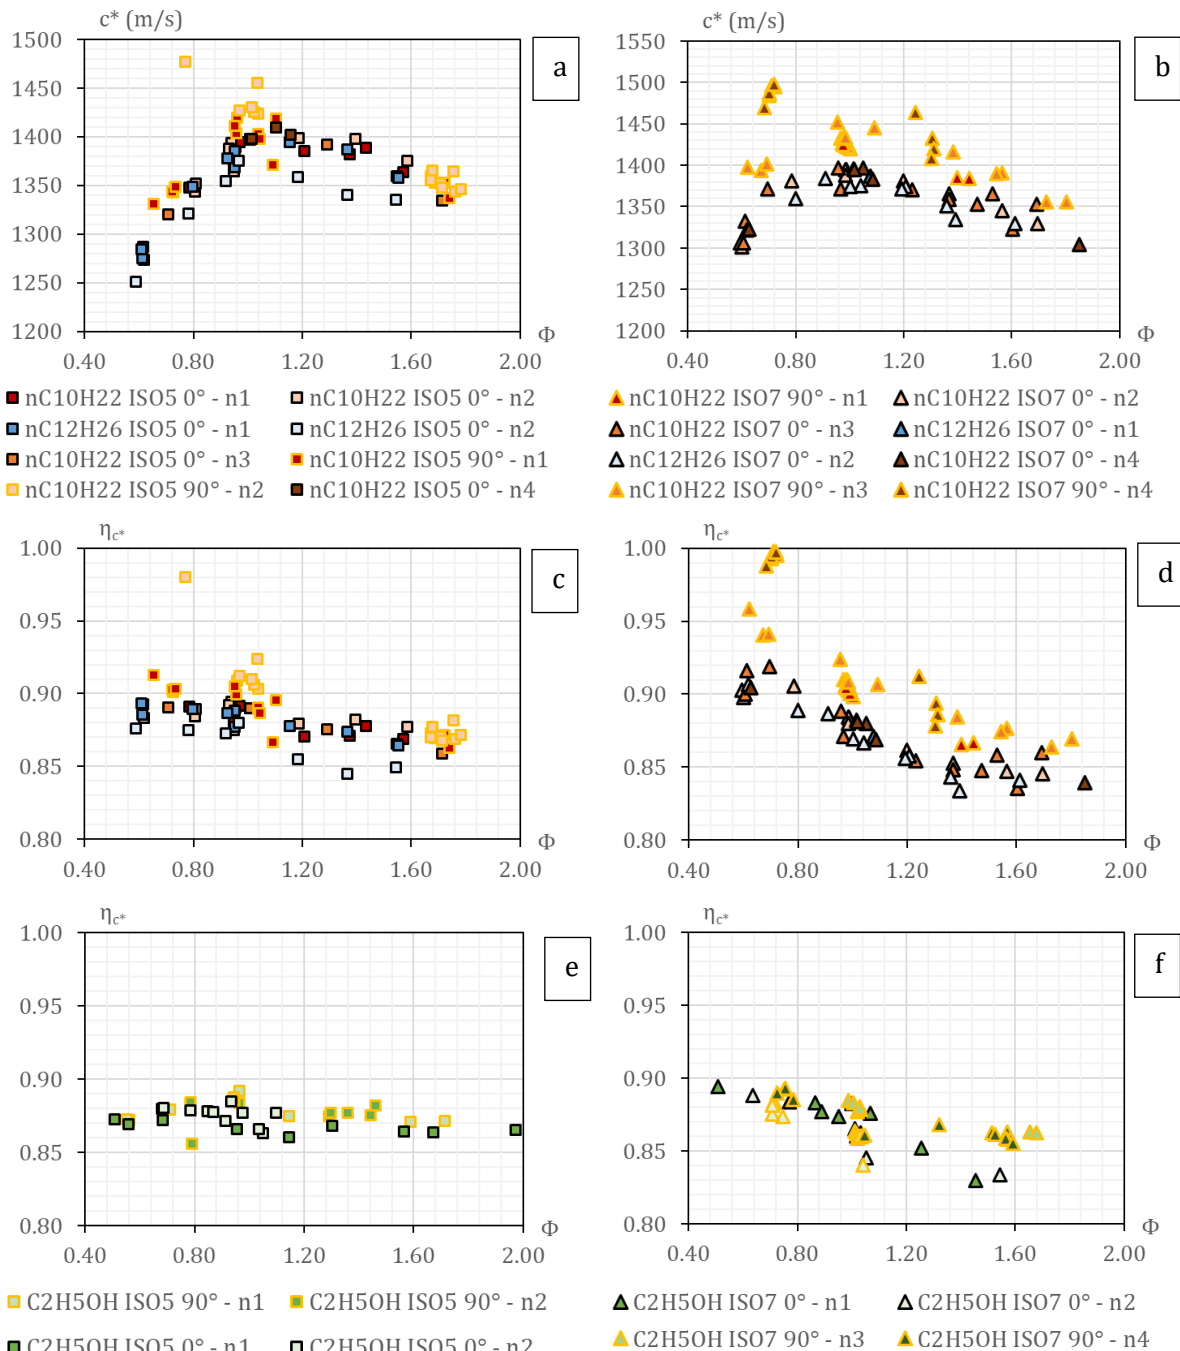 c* (m/s)
1500
1450
1400
1350
1300
1250
1200
0.40 0.80 1.20 1.60 2.00
Φ
a
nC10H22 ISO5 0° - n1
nC10H22 ISO5 0° - n2
nC12H26 ISO5 0° - n1
nC12H26 ISO5 0° - n2
nC10H22 ISO5 0° - n3
nC10H22 ISO5 90° - n1
nC10H22 ISO5 90° - n2
nC10H22 ISO5 0° - n4
c* (m/s)
1550
1500
1450
1400
1350
1300
1250
1200
0.40 0.80 1.20 1.60 2.00
Φ
b
nC10H22 ISO7 90° - n1
nC10H22 ISO7 0° - n2
nC10H22 ISO7 0° - n3
nC12H26 ISO7 0° - n1
nC12H26 ISO7 0° - n2
nC10H22 ISO7 0° - n4
nC10H22 ISO7 90° - n3
nC10H22 ISO7 90° - n4
ηc*
1.00
0.95
0.90
0.85
0.80
0.40 0.80 1.20 1.60 2.00
Φ
c
ηc*
1.00
0.95
0.90
0.85
0.80
0.40 0.80 1.20 1.60 2.00
Φ
d
ηc*
1.00
0.95
0.90
0.85
0.80
0.40 0.80 1.20 1.60 2.00
Φ
e
C2H5OH ISO5 90° - n1
C2H5OH ISO5 90° - n2
C2H5OH ISO5 0° - n1
C2H5OH ISO5 0° - n2
ηc*
1.00
0.95
0.90
0.85
0.80
0.40 0.80 1.20 1.60 2.00
Φ
f
C2H5OH ISO7 0° - n1
C2H5OH ISO7 0° - n2
C2H5OH ISO7 90° - n3
C2H5OH ISO7 90° - n4